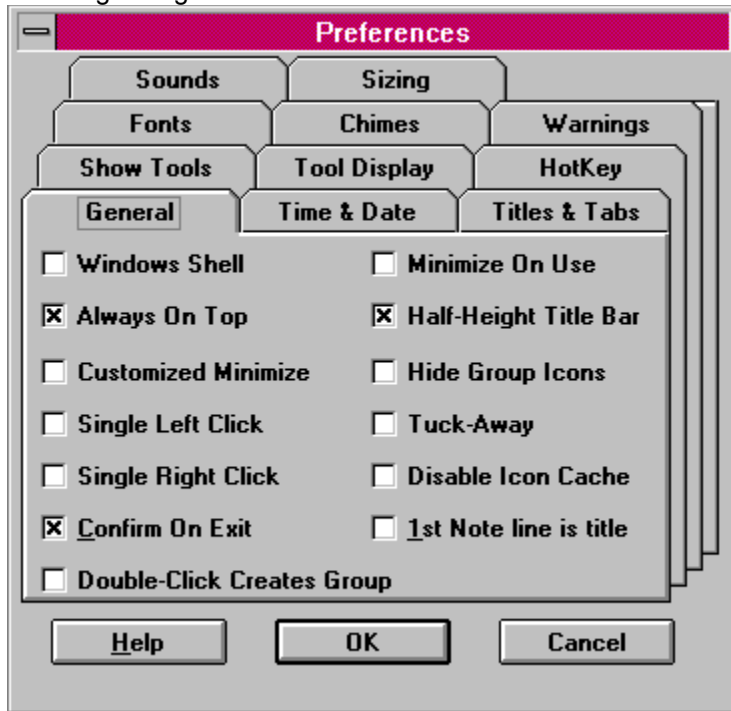 Preferences
Sounds Sizing
Fonts Chimes Warnings
Show Tools Tool Display HotKey
General Time & Date Titles & Tabs
Windows Shell Minimize On Use
Always On Top Half-Height Title Bar
Customized Minimize Hide Group Icons
Single Left Click Tuck-Away
Single Right Click Disable Icon Cache
Confirm On Exit 1st Note line is title
Double-Click Creates Group
Help OK Cancel